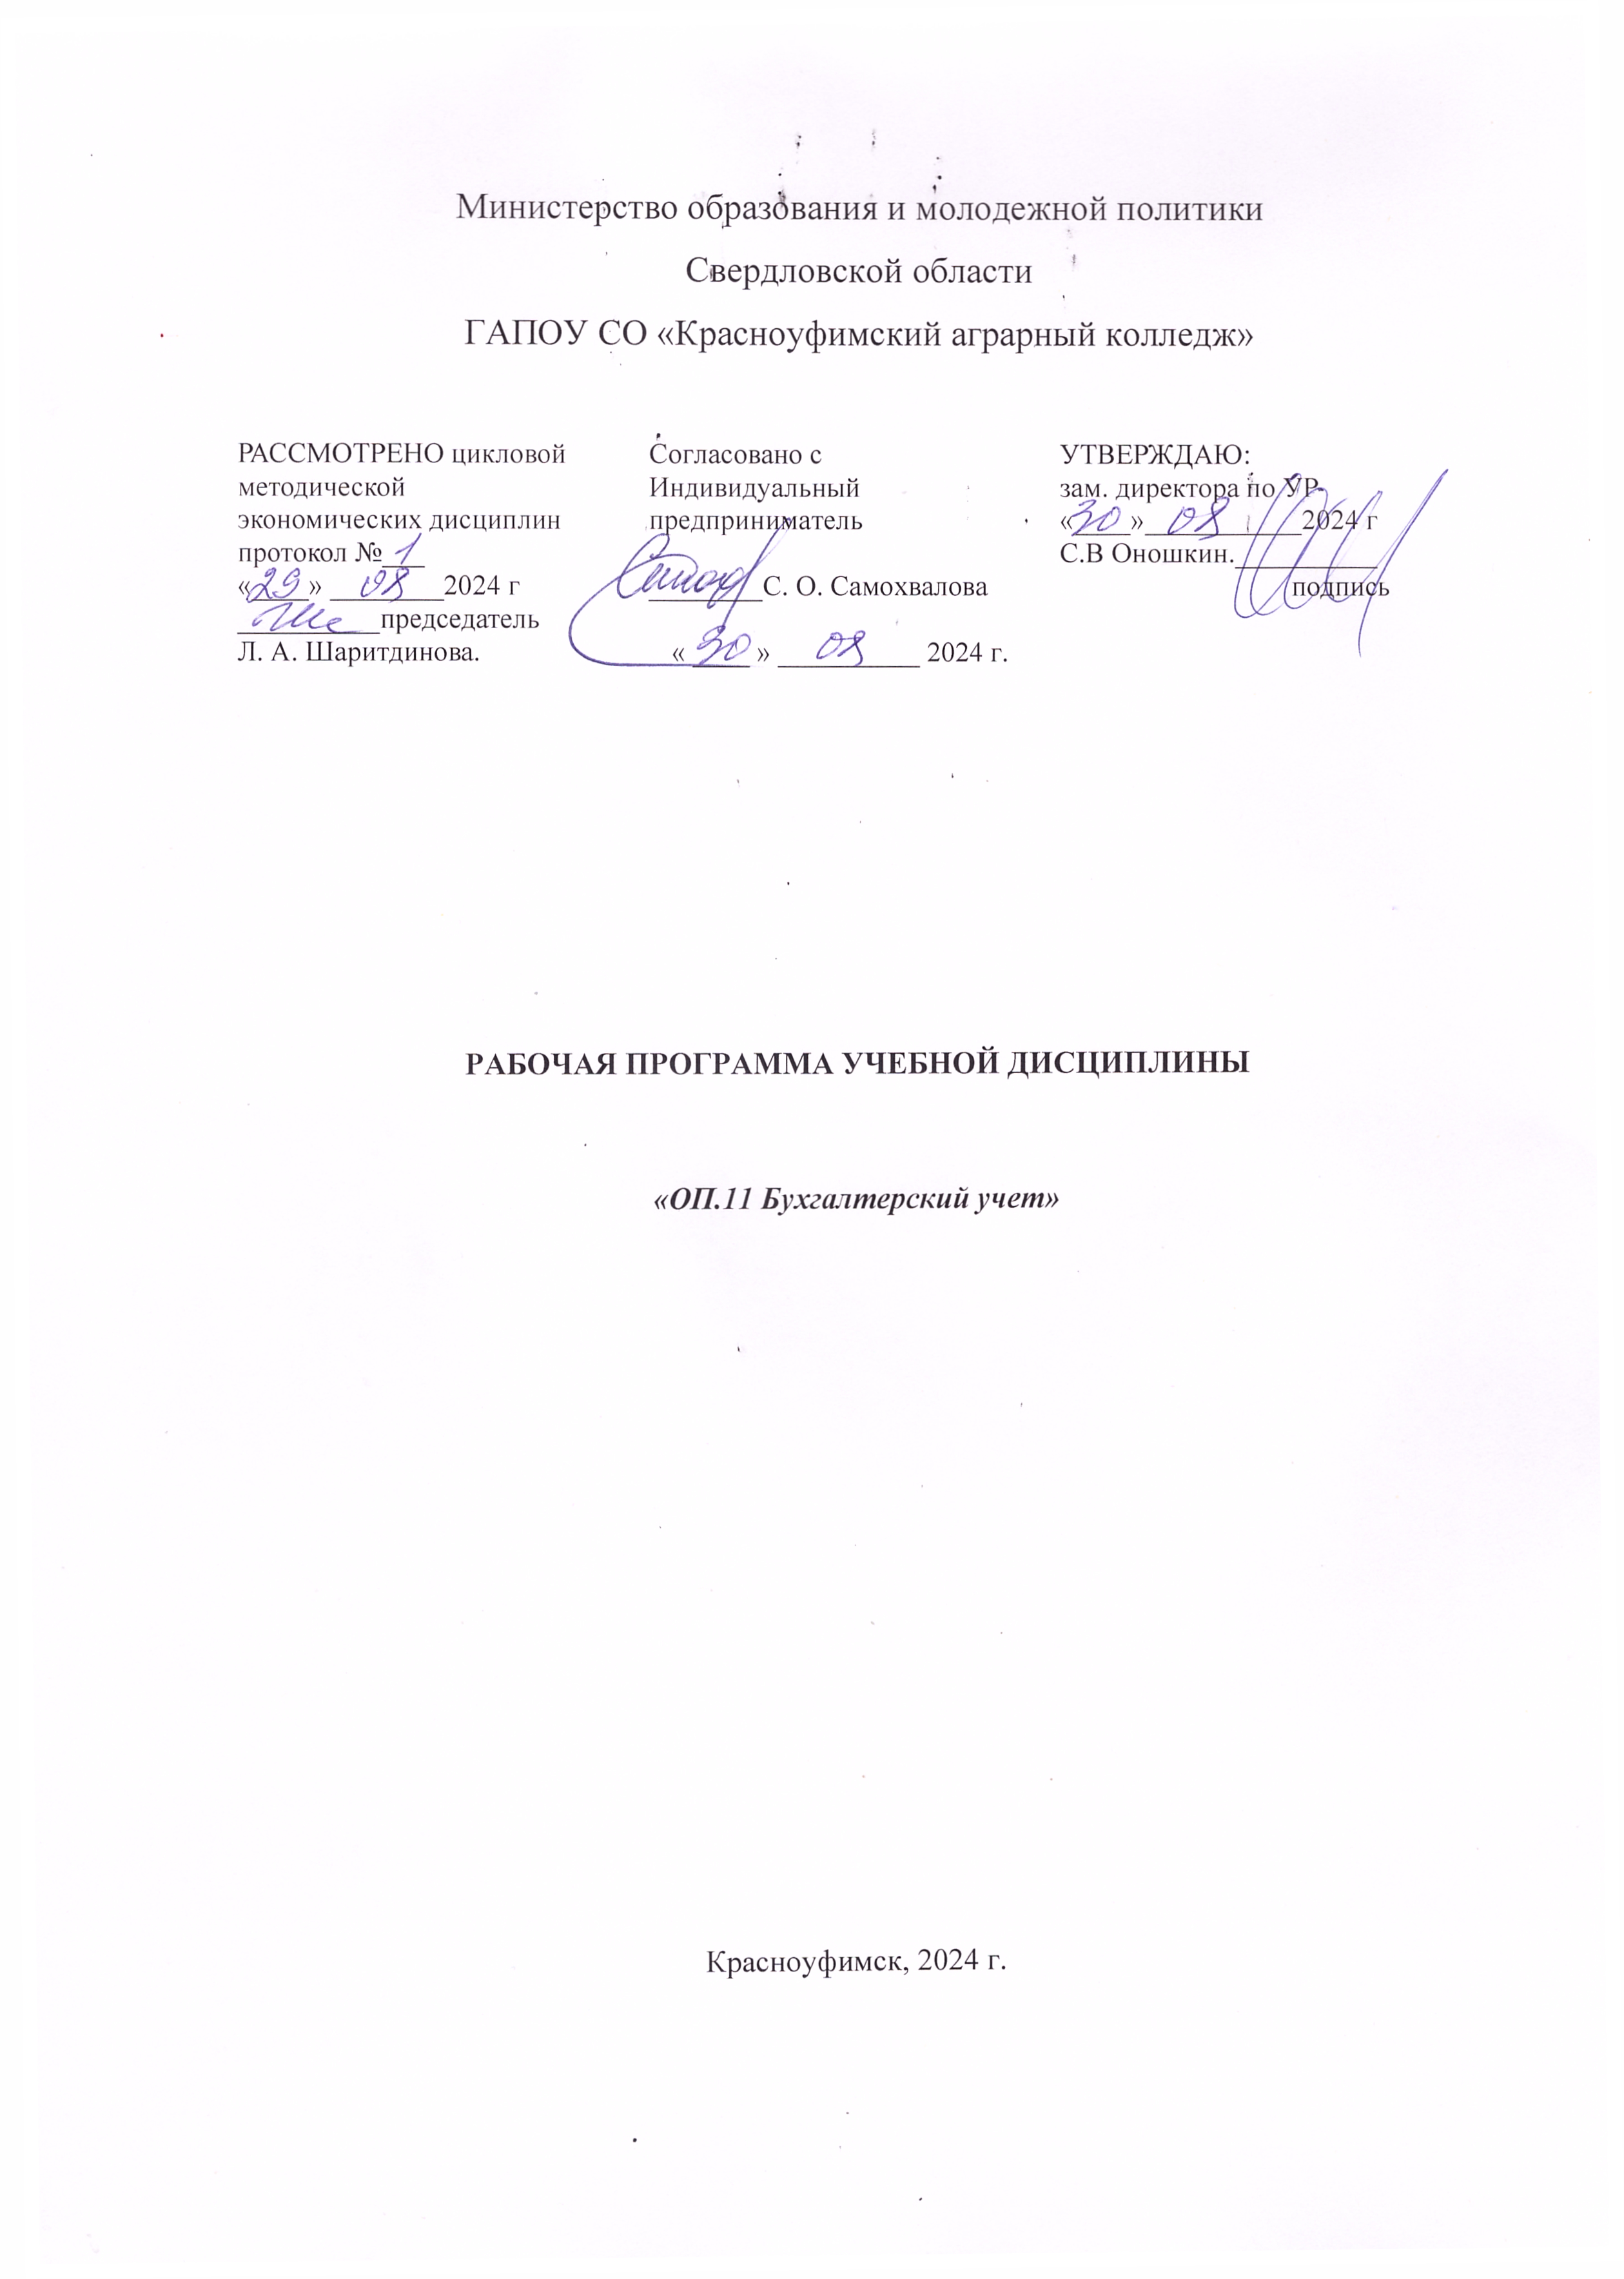 Министерство образования и молодежной политики
Свердловской области
ГАПОУ СО «Красноуфимский аграрный колледж»
РАССМОТРЕНО цикловой
методической
экономических дисциплин
протокол № 1
«29» 08 2024 г
председатель
Л. А. Шаритдинова.
Согласовано с
Индивидуальный
предприниматель
С. О. Самохвалова
«30» 08 2024 г.
УТВЕРЖДАЮ:
зам. директора по УР
«30» 08 2024 г
С.В Оношкин.
подпись
РАБОЧАЯ ПРОГРАММА УЧЕБНОЙ ДИСЦИПЛИНЫ
«ОП.11 Бухгалтерский учет»
Красноуфимск, 2024 г.